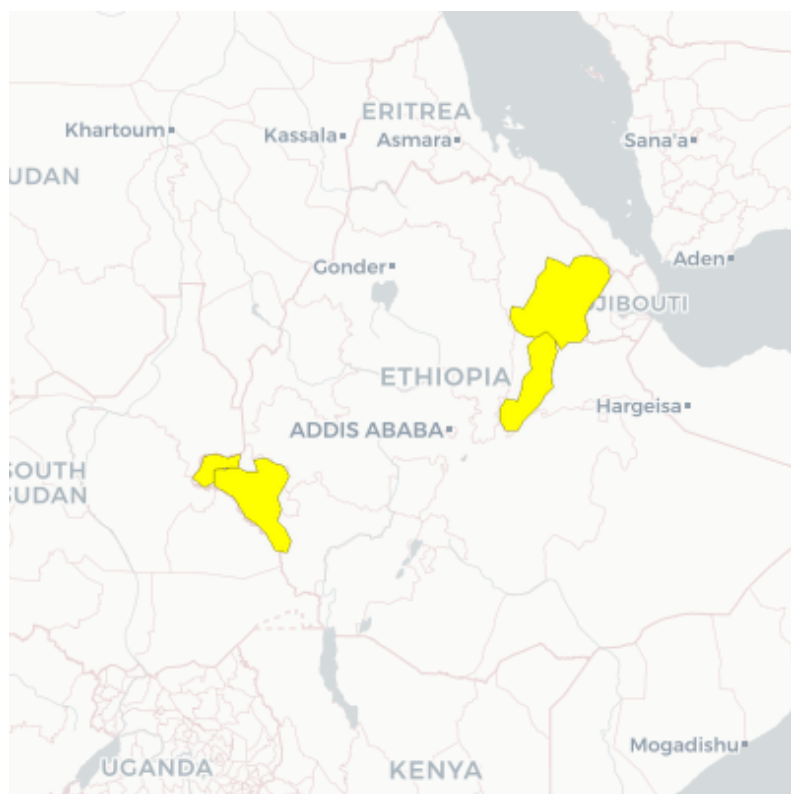 ERITREA
Khartoum
Kassala
Asmara
Sana'a
UDAN
Gonder
Aden
JIBOUTI
ETHIOPIA
Hargeisa
ADDIS ABABA
SOUTH
SUDAN
Mogadishu
UGANDA
KENYA